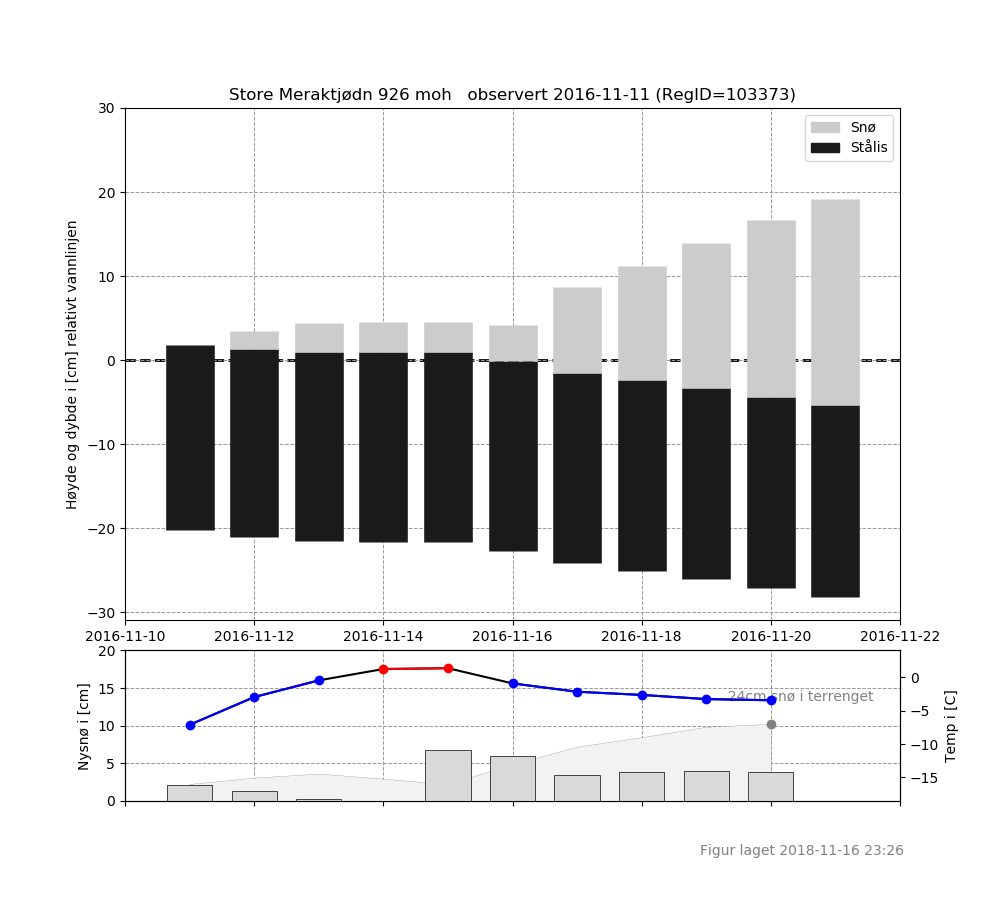 Store Meraktjødn 926 moh   observert 2016-11-11 (RegID=103373)
Snø
Stålis
Høyde og dybde i [cm] relativt vannlinjen
30
20
10
0
−10
−20
−30
2016-11-10 2016-11-12 2016-11-14 2016-11-16 2016-11-18 2016-11-20 2016-11-22
Nysnø i [cm]
20
15
10
5
0
24cm snø i terrenget
0
−5
−10
−15
Temp i [C]
Figur laget 2018-11-16 23:26